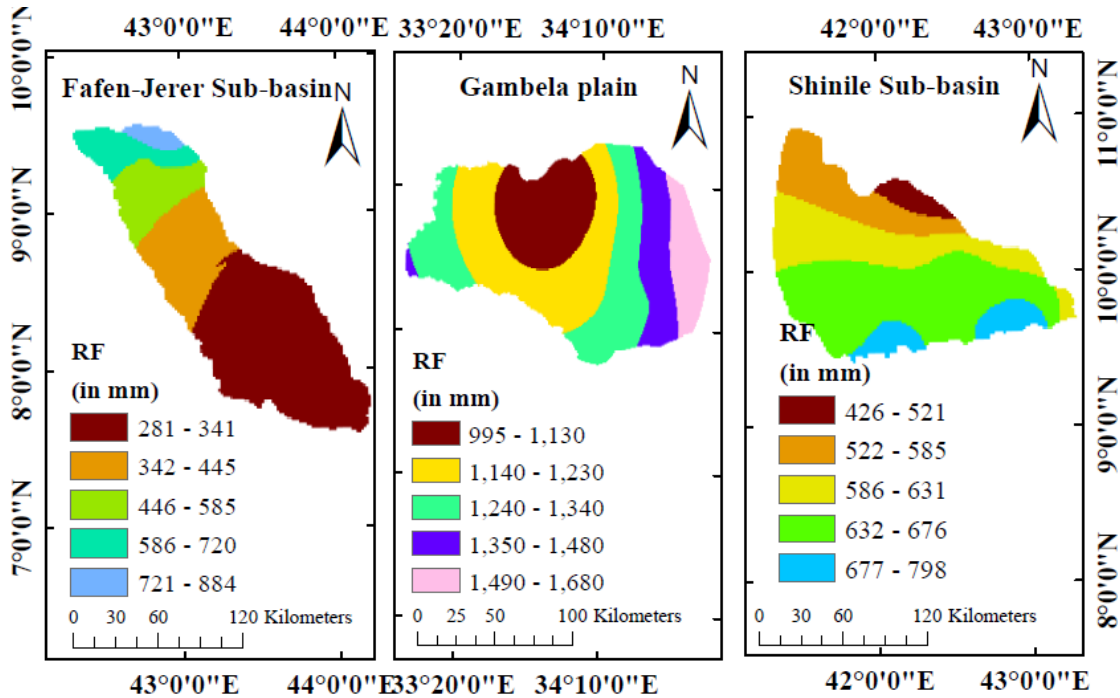 43°0'0"E 44°0'0"E
33°20'0"E 34°10'0"E
42°0'0"E 43°0'0"E
10°0'0"N
9°0'0"N
8°0'0"N
7°0'0"N
Fafen-Jerer Sub-basin
N
RF
(in mm)
281 - 341
342 - 445
446 - 585
586 - 720
721 - 884
0 30 60 120 Kilometers
43°0'0"E 44°0'0"E
Gambela plain
N
RF
(in mm)
995 - 1,130
1,140 - 1,230
1,240 - 1,340
1,350 - 1,480
1,490 - 1,680
0 25 50 100 Kilometers
33°20'0"E 34°10'0"E
Shinile Sub-basin
N
RF
(in mm)
426 - 521
522 - 585
586 - 631
632 - 676
677 - 798
0 30 60 120 Kilometers
42°0'0"E 43°0'0"E
N
11°0'0"N
10°0'0"N
9°0'0"N
8°0'0"N